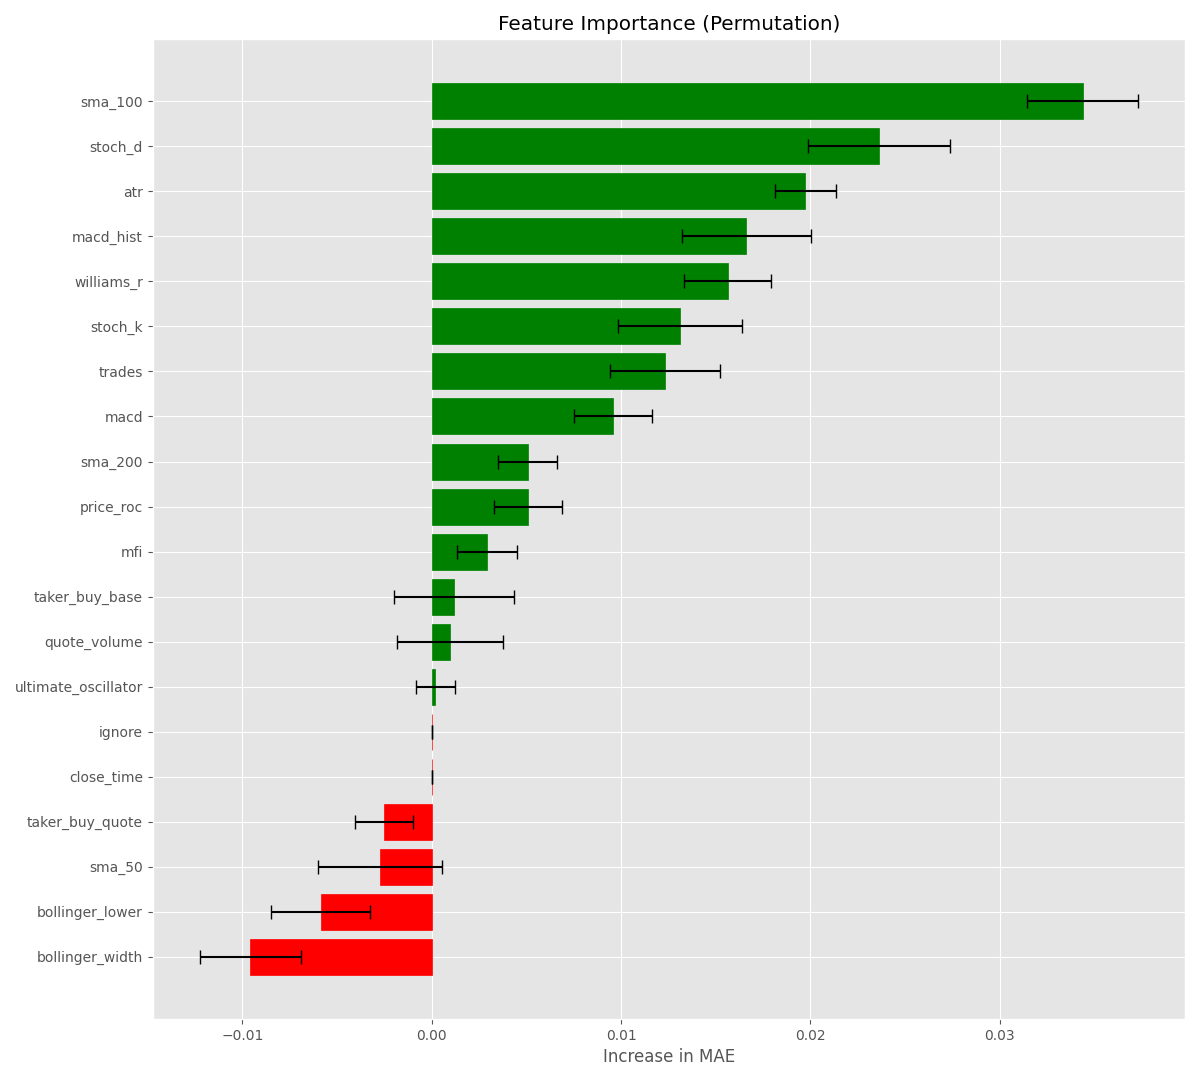 Feature Importance (Permutation)
sma_100
stoch_d
atr
macd_hist
williams_r
stoch_k
trades
macd
sma_200
price_roc
mfi
taker_buy_base
quote_volume
ultimate_oscillator
ignore
close_time
taker_buy_quote
sma_50
bollinger_lower
bollinger_width
−0.01 0.00 0.01 0.02 0.03
Increase in MAE